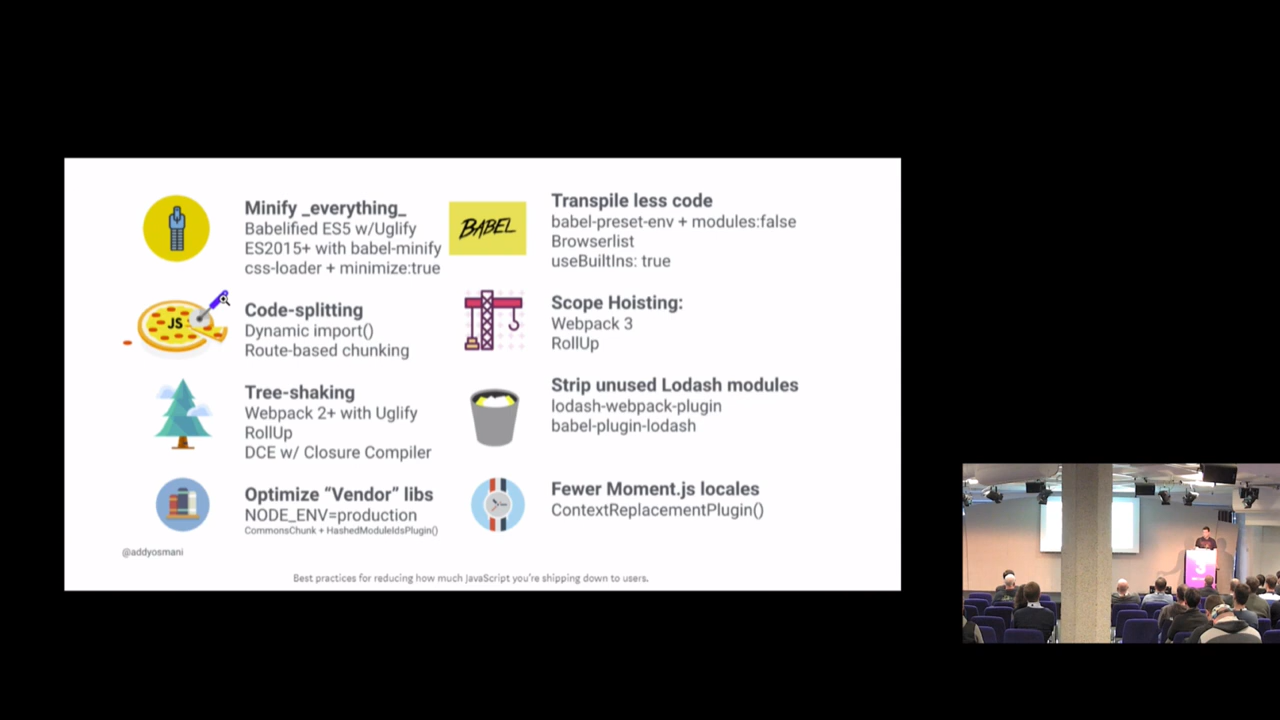 Minify _everything_
Babelified ES5 w/Uglify
ES2015+ with babel-minify
css-loader + minimize:true
BABEL
Transpile less code
babel-preset-env + modules:false
Browserlist
useBuiltIns: true
JS
Code-splitting
Dynamic import()
Route-based chunking
Scope Hoisting:
Webpack 3
RollUp
Tree-shaking
Webpack 2+ with Uglify
RollUp
DCE w/ Closure Compiler
Strip unused Lodash modules
lodash-webpack-plugin
babel-plugin-lodash
Optimize “Vendor” libs
NODE_ENV=production
CommonsChunk + HashedModuleIdsPlugin()
Fewer Moment.js locales
ContextReplacementPlugin()
@addyosmani
Best practices for reducing how much JavaScript you're shipping down to users.